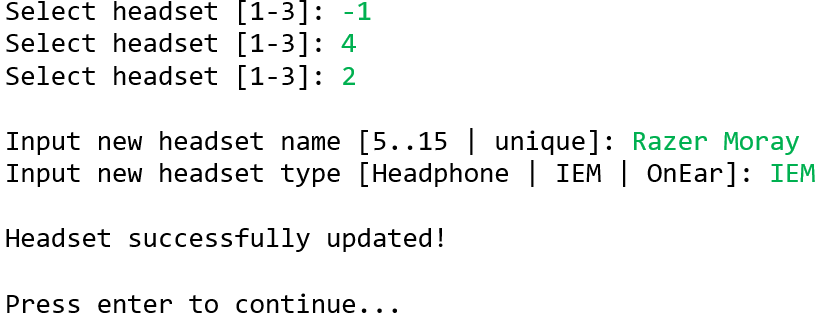 Select headset [1-3]: -1
Select headset [1-3]: 4
Select headset [1-3]: 2
Input new headset name [5..15 | unique]: Razer Moray
Input new headset type [Headphone | IEM | OnEar]: IEM
Headset successfully updated!
Press enter to continue...